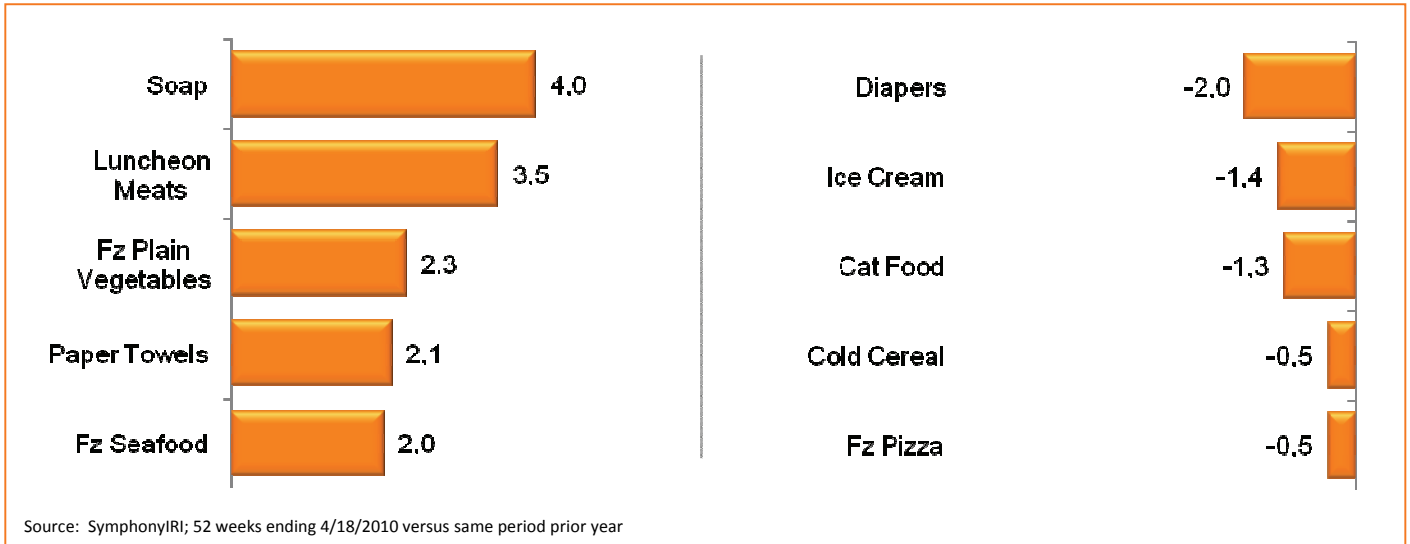 Soap
4.0
Luncheon
Meats
3.5
Fz Plain
Vegetables
2.3
Paper Towels
2.1
Fz Seafood
2.0
Diapers
-2.0
Ice Cream
-1.4
Cat Food
-1.3
Cold Cereal
-0.5
Fz Pizza
-0.5
Source: SymphonyIRI; 52 weeks ending 4/18/2010 versus same period prior year